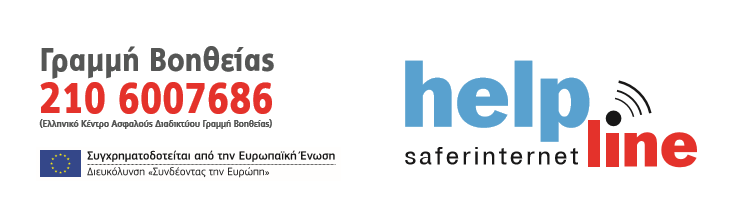 Γραμμή Βοηθείας
210 6007686
(Ελληνικό Κέντρο Ασφαλούς Διαδικτύου Γραμμή Βοηθείας)
Συγχρηματοδοτείται από την Ευρωπαϊκή Ένωση
Διευκόλυνση «Συνδέοντας την Ευρώπη»
help
saferinternet
line